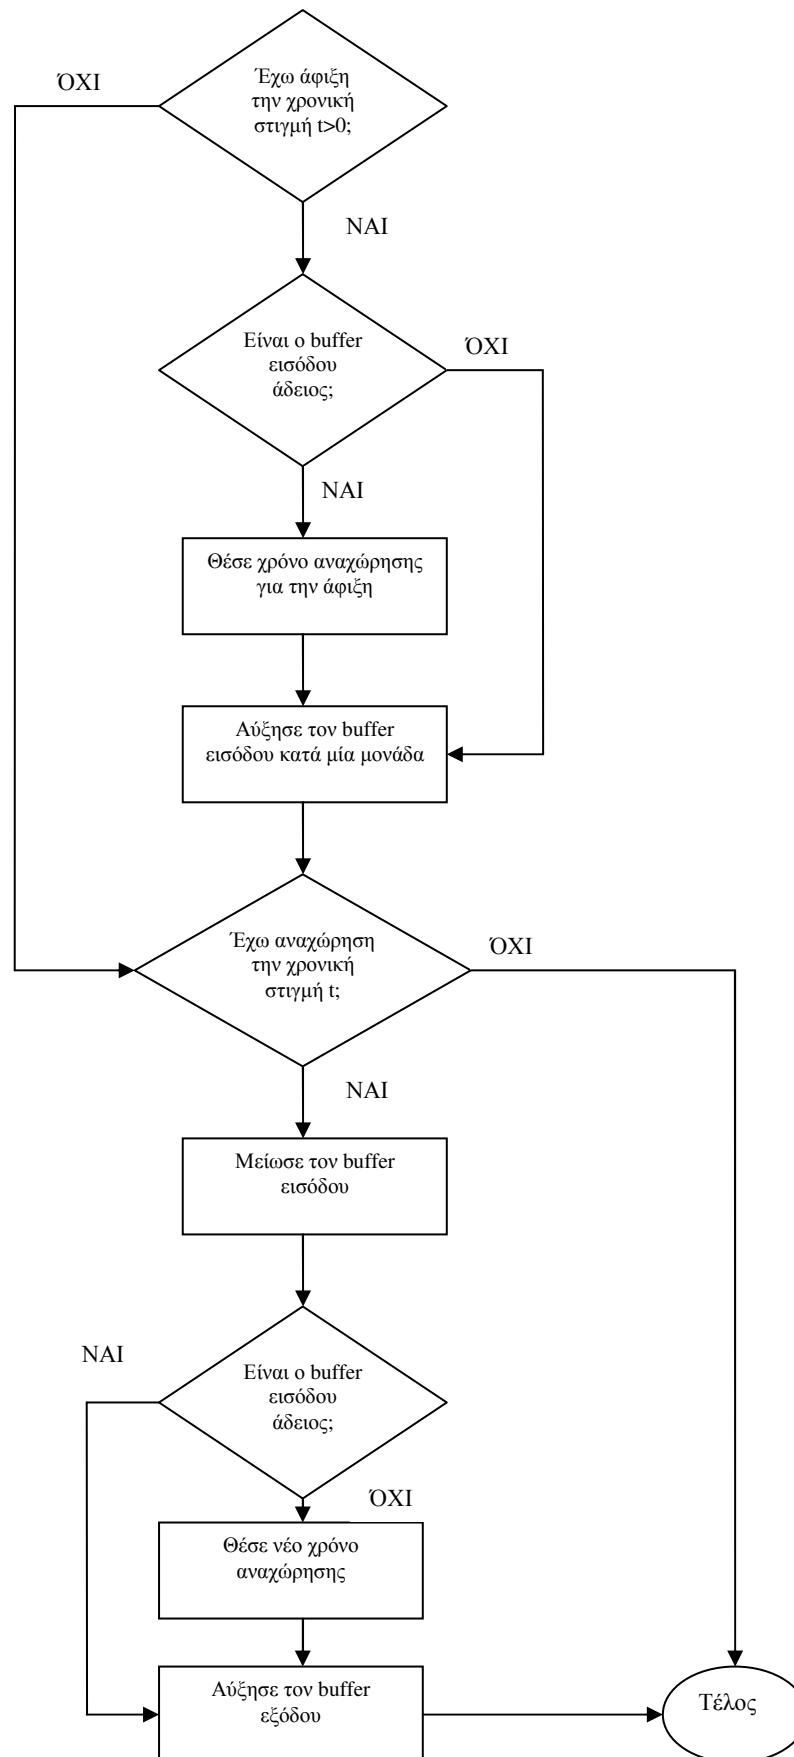 ΌΧΙ
Έχω άφιξη
την χρονική
στιγμή t>0;
ΝΑΙ
Είναι ο buffer
εισόδου
άδειος;
ΌΧΙ
ΝΑΙ
Θέσε χρόνο αναχώρησης
για την άφιξη
Αύξησε τον buffer
εισόδου κατά μία μονάδα
Έχω αναχώρηση
την χρονική
στιγμή t;
ΌΧΙ
ΝΑΙ
Μείωσε τον buffer
εισόδου
ΝΑΙ
Είναι ο buffer
εισόδου
άδειος;
ΌΧΙ
Θέσε νέο χρόνο
αναχώρησης
Αύξησε τον buffer
εξόδου
Τέλος